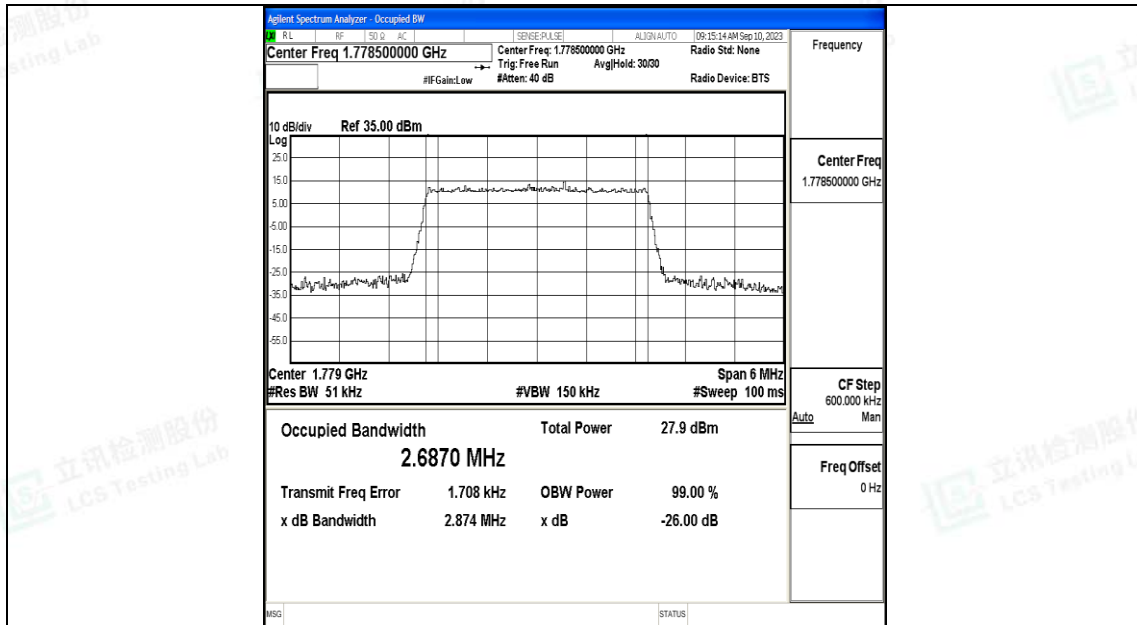 Agilent Spectrum Analyzer - Occupied BW
LXI RL RF 50 Ω AC SENSE:PULSE ALIGN AUTO 09:15:14 AM Sep 10, 2023
Center Freq 1.778500000 GHz
Center Freq: 1.778500000 GHz
Radio Std: None
Trig: Free Run Avg|Hold: 30/30
#IFGain:Low
#Atten: 40 dB
Radio Device: BTS
10 dB/div Ref 35.00 dBm
Log
25.0
15.0
5.00
-5.00
-15.0
-25.0
-35.0
-45.0
-55.0
Center 1.779 GHz Span 6 MHz
#Res BW 51 kHz #VBW 150 kHz #Sweep 100 ms
Occupied Bandwidth Total Power 27.9 dBm
2.6870 MHz
Transmit Freq Error 1.708 kHz OBW Power 99.00 %
x dB Bandwidth 2.874 MHz x dB -26.00 dB
MSG STATUS
Frequency
Center Freq
1.778500000 GHz
CF Step
600.000 kHz
Auto Man
Freq Offset
0 Hz
立讯检测股份
LCS Testing Lab